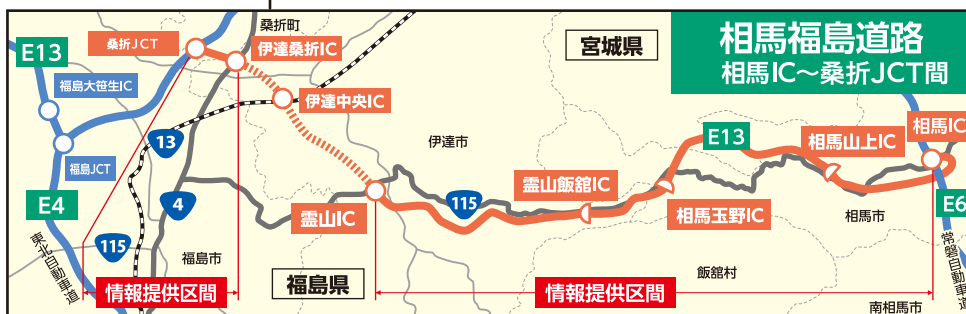 桑折町
E13
桑折JCT
伊達桑折IC
宮城県
相馬福島道路
相馬IC〜桑折JCT間
福島大笹生IC
伊達中央IC
13
伊達市
E13
相馬山上IC
相馬IC
福島JCT
霊山飯舘IC
E4
4
霊山IC
115
相馬玉野IC
相馬市
E6
115
東北自動車道
福島市
飯舘村
常磐自動車道
情報提供区間
福島県
情報提供区間
南相馬市